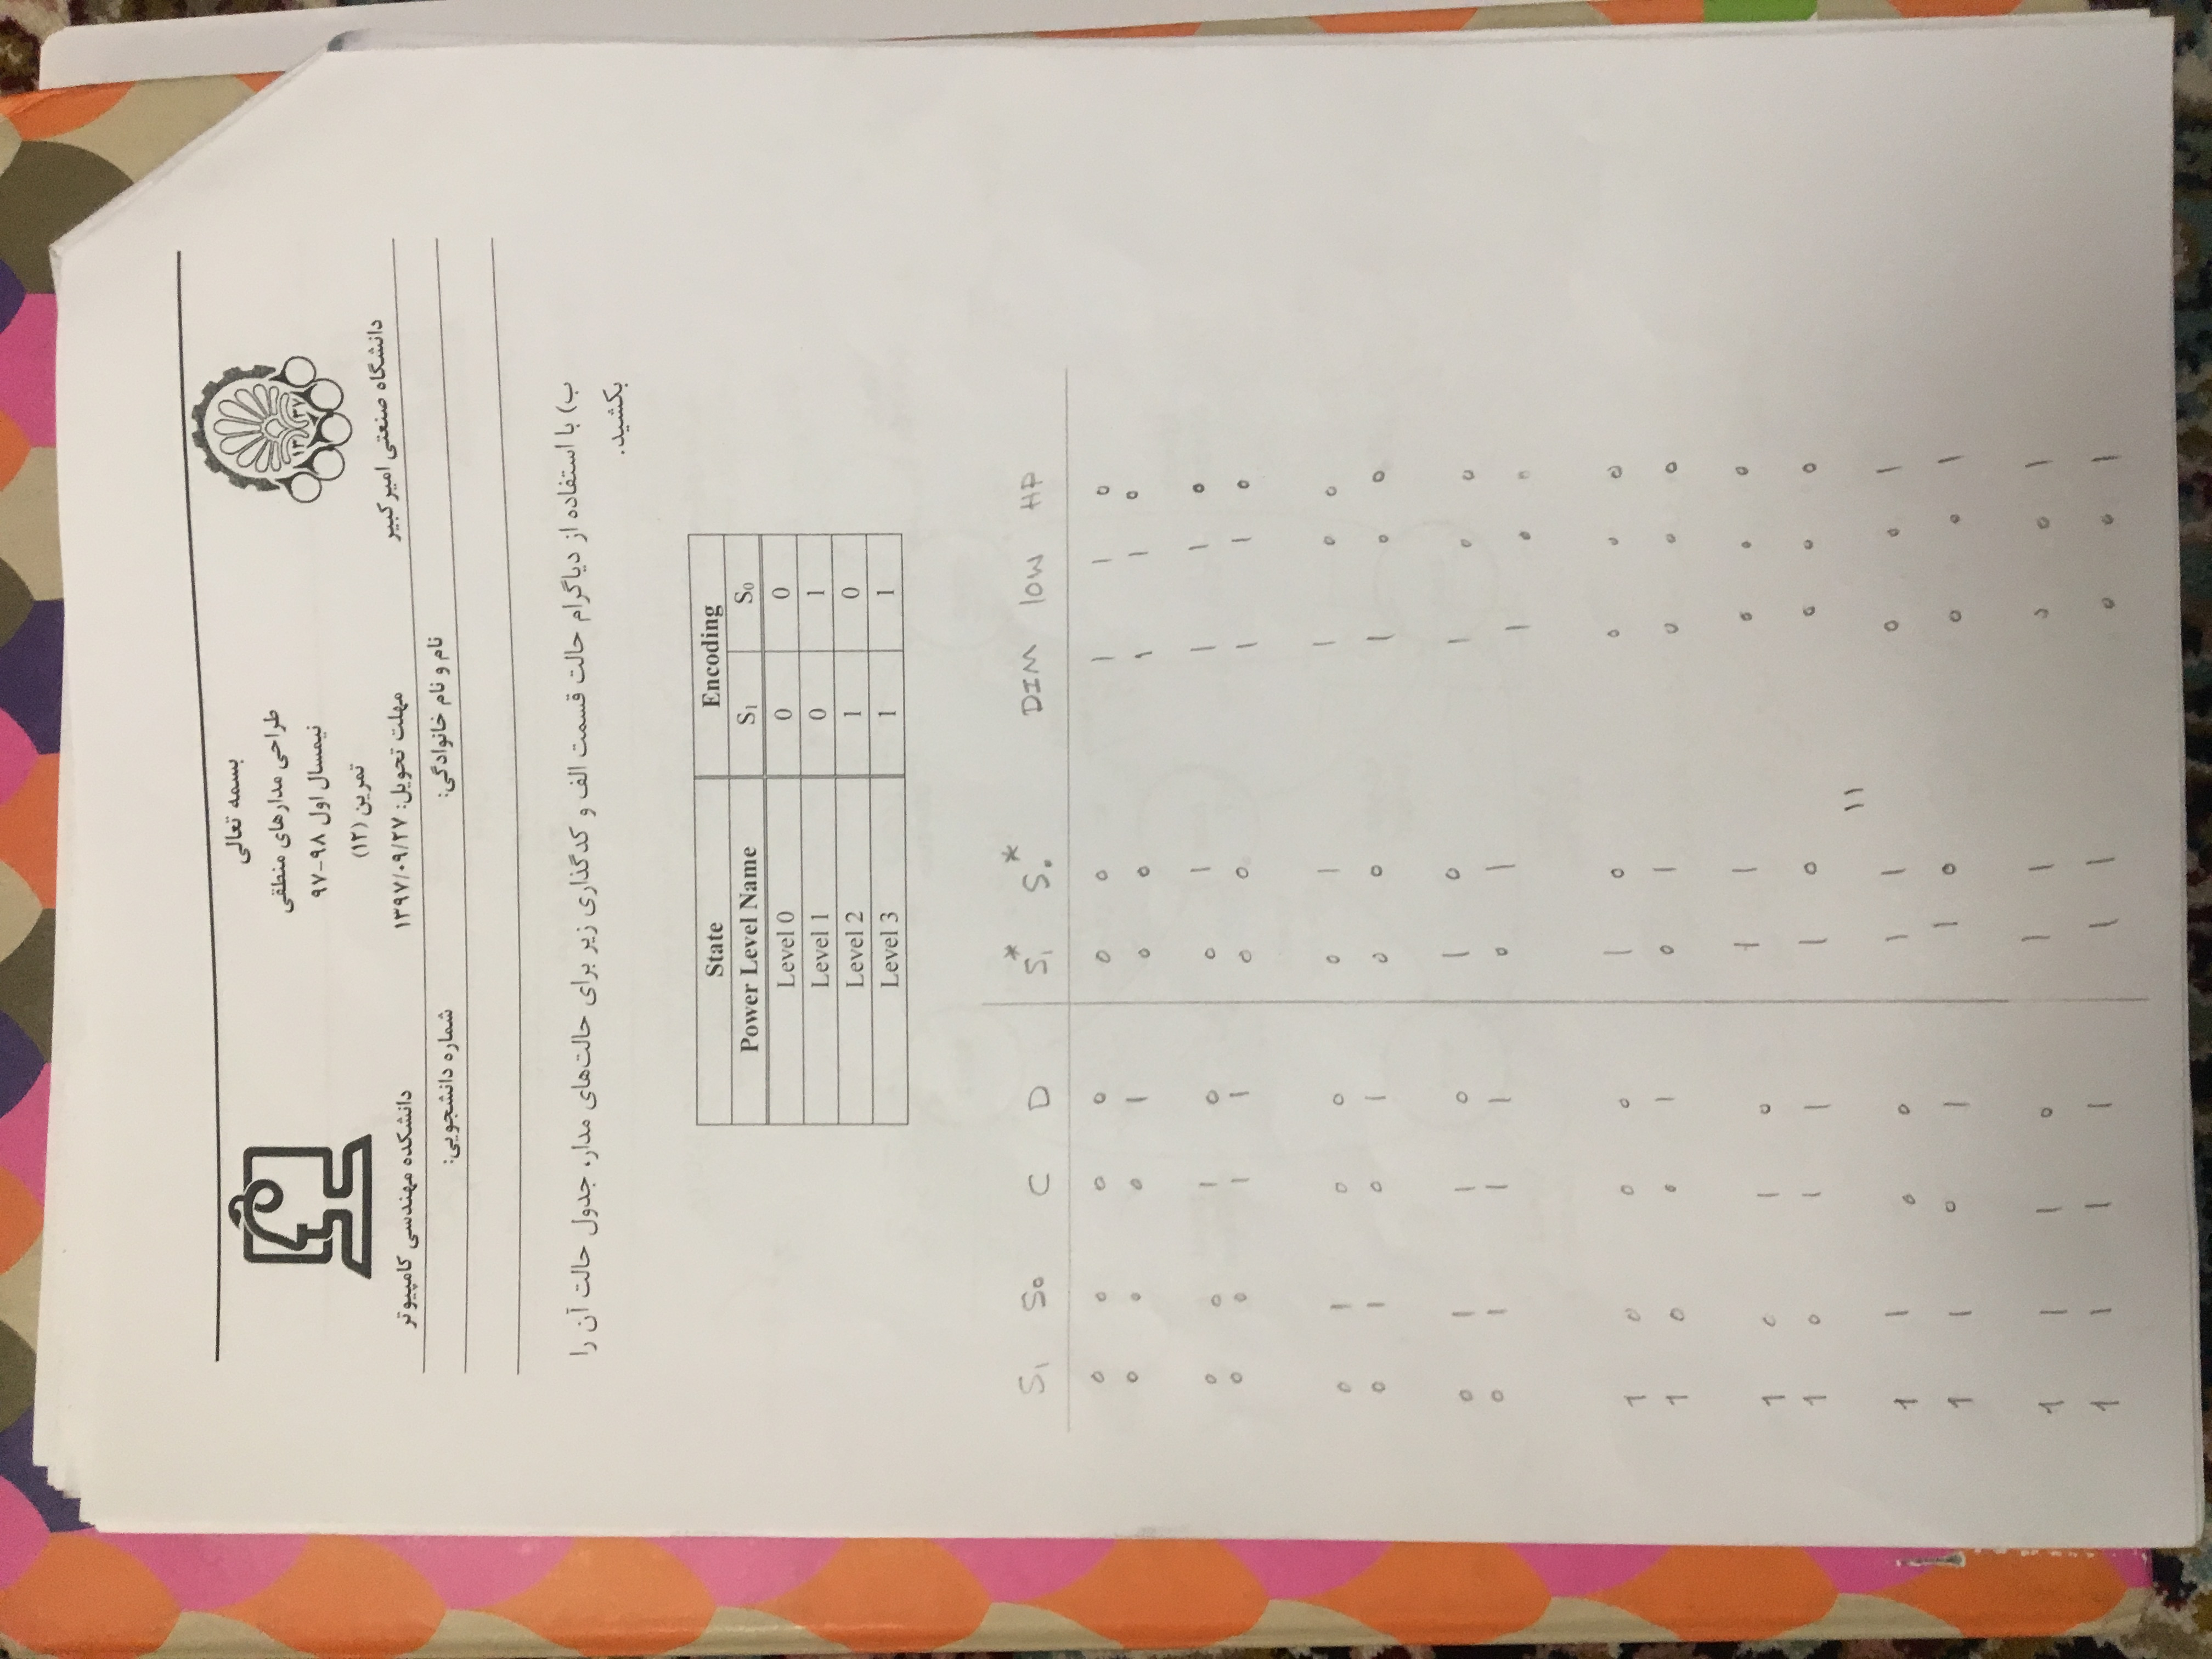 بسمه تعالی
طراحی مدارهای منطقی
نیمسال اول ۹۸-۹۷
تمرین (۱۲)
مهلت تحویل: ۱۳۹۷/۰۹/۲۷
۱۳ ۳۷
دانشگاه صنعتی امیرکبیر
دانشکده مهندسی کامپیوتر
نام و نام خانوادگی: شماره دانشجویی:
ب) با استفاده از دیاگرام حالت قسمت الف و کدگذاری زیر برای حالت‌های مدار، جدول حالت آن را
بکشید.
State Encoding
Power Level Name S1 S0
Level 0 0 0
Level 1 0 1
Level 2 1 0
Level 3 1 1
S1 S0 C D S1* S0* DIM low HP
0 0 0 0 0 0 1 1 0
0 0 0 1 0 0 1 1 0
0 0 1 0 0 1 1 1 0
0 0 1 1 0 0 1 1 0
0 1 0 0 0 1 1 0 0
0 1 0 1 0 0 1 0 0
0 1 1 0 1 0 1 0 0
0 1 1 1 0 1 1 0 0
1 0 0 0 1 0 0 0 0
1 0 0 1 0 1 0 0 0
1 0 1 0 1 1 0 0 0
1 0 1 1 1 0 0 0 0
۱۱
1 1 0 0 1 1 0 0 1
1 1 0 1 1 0 0 0 1
1 1 1 0 1 1 0 0 1
1 1 1 1 1 1 0 0 1